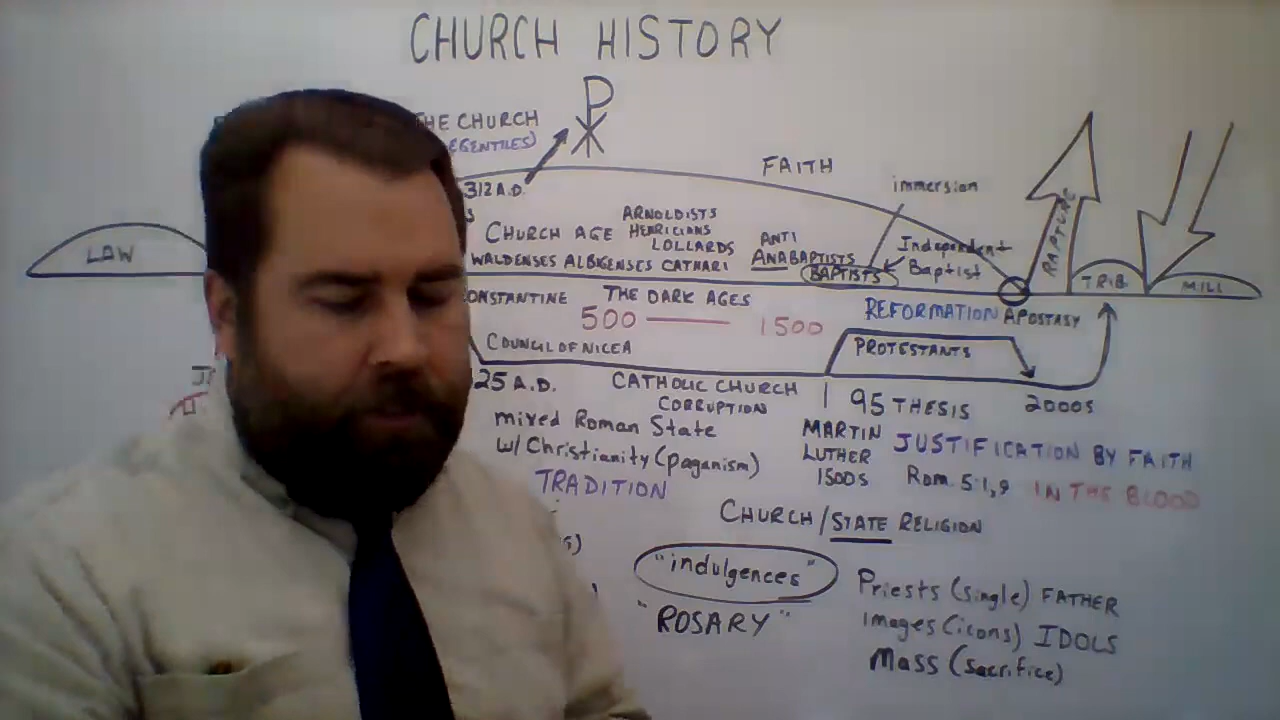 CHURCH HISTORY
THE CHURCH
312 A.D.
FAITH
immersion
LAW
CHURCH AGE
ARNOLDISTS
HENRICIANS
LOLLARDS
WALDENSES ALBIGENSES CATHARI
ANTI
ANABAPTISTS
BAPTISTS
Independent
Baptist
RAPTURE
TRIB
MILL
ONSTANTINE
THE DARK AGES
500 — 1500
REFORMATION
APOSTASY
COUNCIL OF NICEA
PROTESTANTS
25 A.D.
CATHOLIC CHURCH
CORRUPTION
mixed Roman State
w/ Christianity (paganism)
TRADITION
95 THESIS
2000s
MARTIN
LUTHER
1500s
JUSTIFICATION BY FAITH
Rom. 5:1,9 IN THE BLOOD
CHURCH/STATE RELIGION
"indulgences"
"ROSARY"
Priests (single) FATHER
Images (icons) IDOLS
Mass (sacrifice)